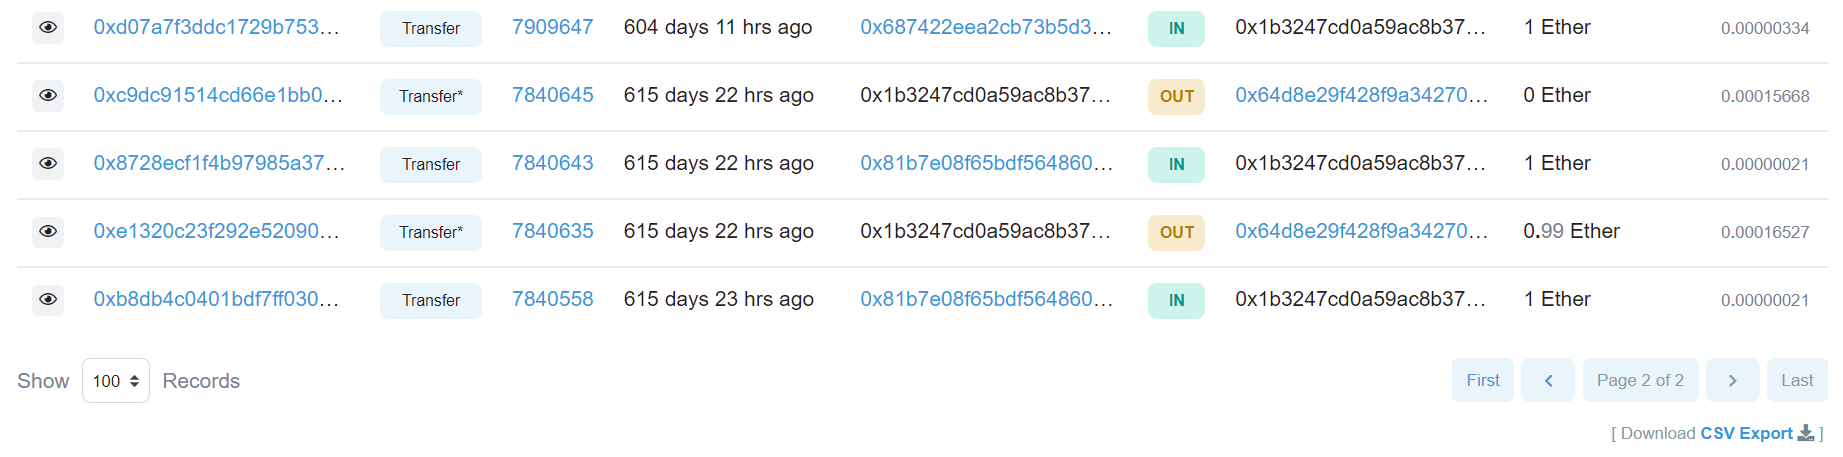 0xd07a7f3ddc1729b753... Transfer 7909647 604 days 11 hrs ago 0x687422eea2cb73b5d3... IN 0x1b3247cd0a59ac8b37... 1 Ether 0.00000334
0xc9dc91514cd66e1bb0... Transfer* 7840645 615 days 22 hrs ago 0x1b3247cd0a59ac8b37... OUT 0x64d8e29f428f9a34270... 0 Ether 0.00015668
0x8728ecf1f4b97985a37... Transfer 7840643 615 days 22 hrs ago 0x81b7e08f65bdf564860... IN 0x1b3247cd0a59ac8b37... 1 Ether 0.00000021
0xe1320c23f292e52090... Transfer* 7840635 615 days 22 hrs ago 0x1b3247cd0a59ac8b37... OUT 0x64d8e29f428f9a34270... 0.99 Ether 0.00016527
0xb8db4c0401bdf7ff030... Transfer 7840558 615 days 23 hrs ago 0x81b7e08f65bdf564860... IN 0x1b3247cd0a59ac8b37... 1 Ether 0.00000021
Show 100 Records First Page 2 of 2 Last
[ Download CSV Export ]